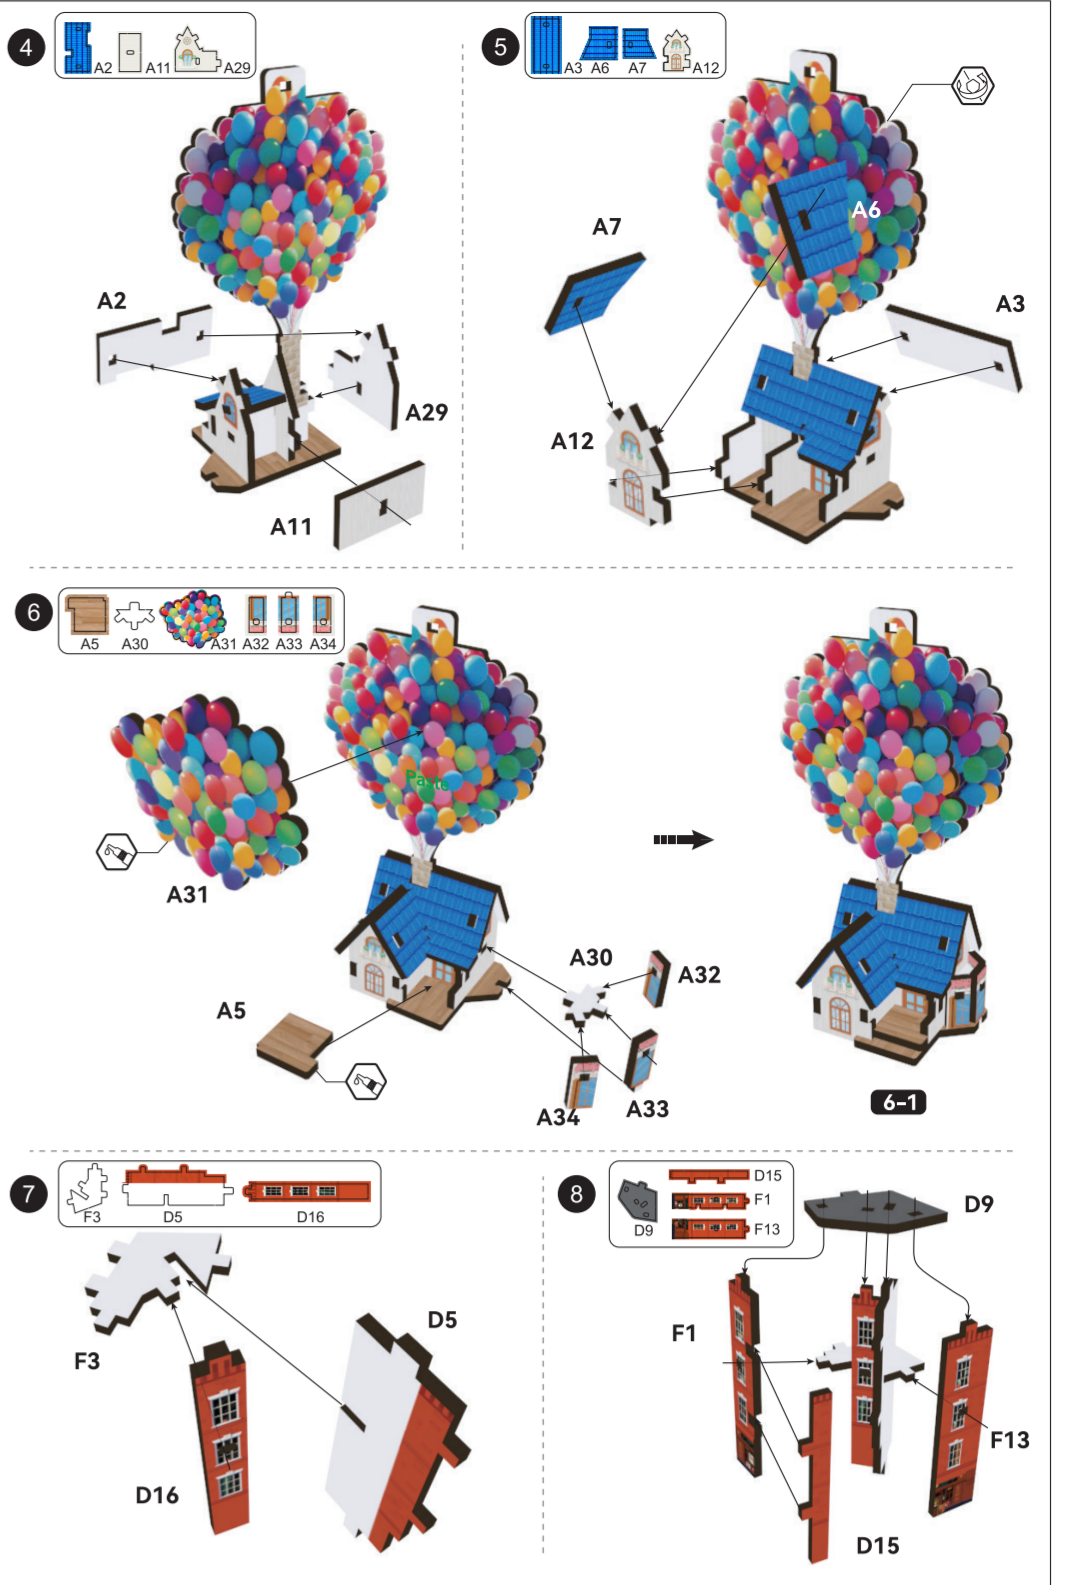 4
A2 A11 A29
A2
A29
A11
5
A3 A6 A7 A12
A6
A7
A3
A12
6
A5 A30 A31 A32 A33 A34
Paste
A31
A30
A32
A5
A34
A33
6-1
7
F3 D5 D16
F3
D5
D16
8
D9
D15
F1
F13
D9
F1
F13
D15